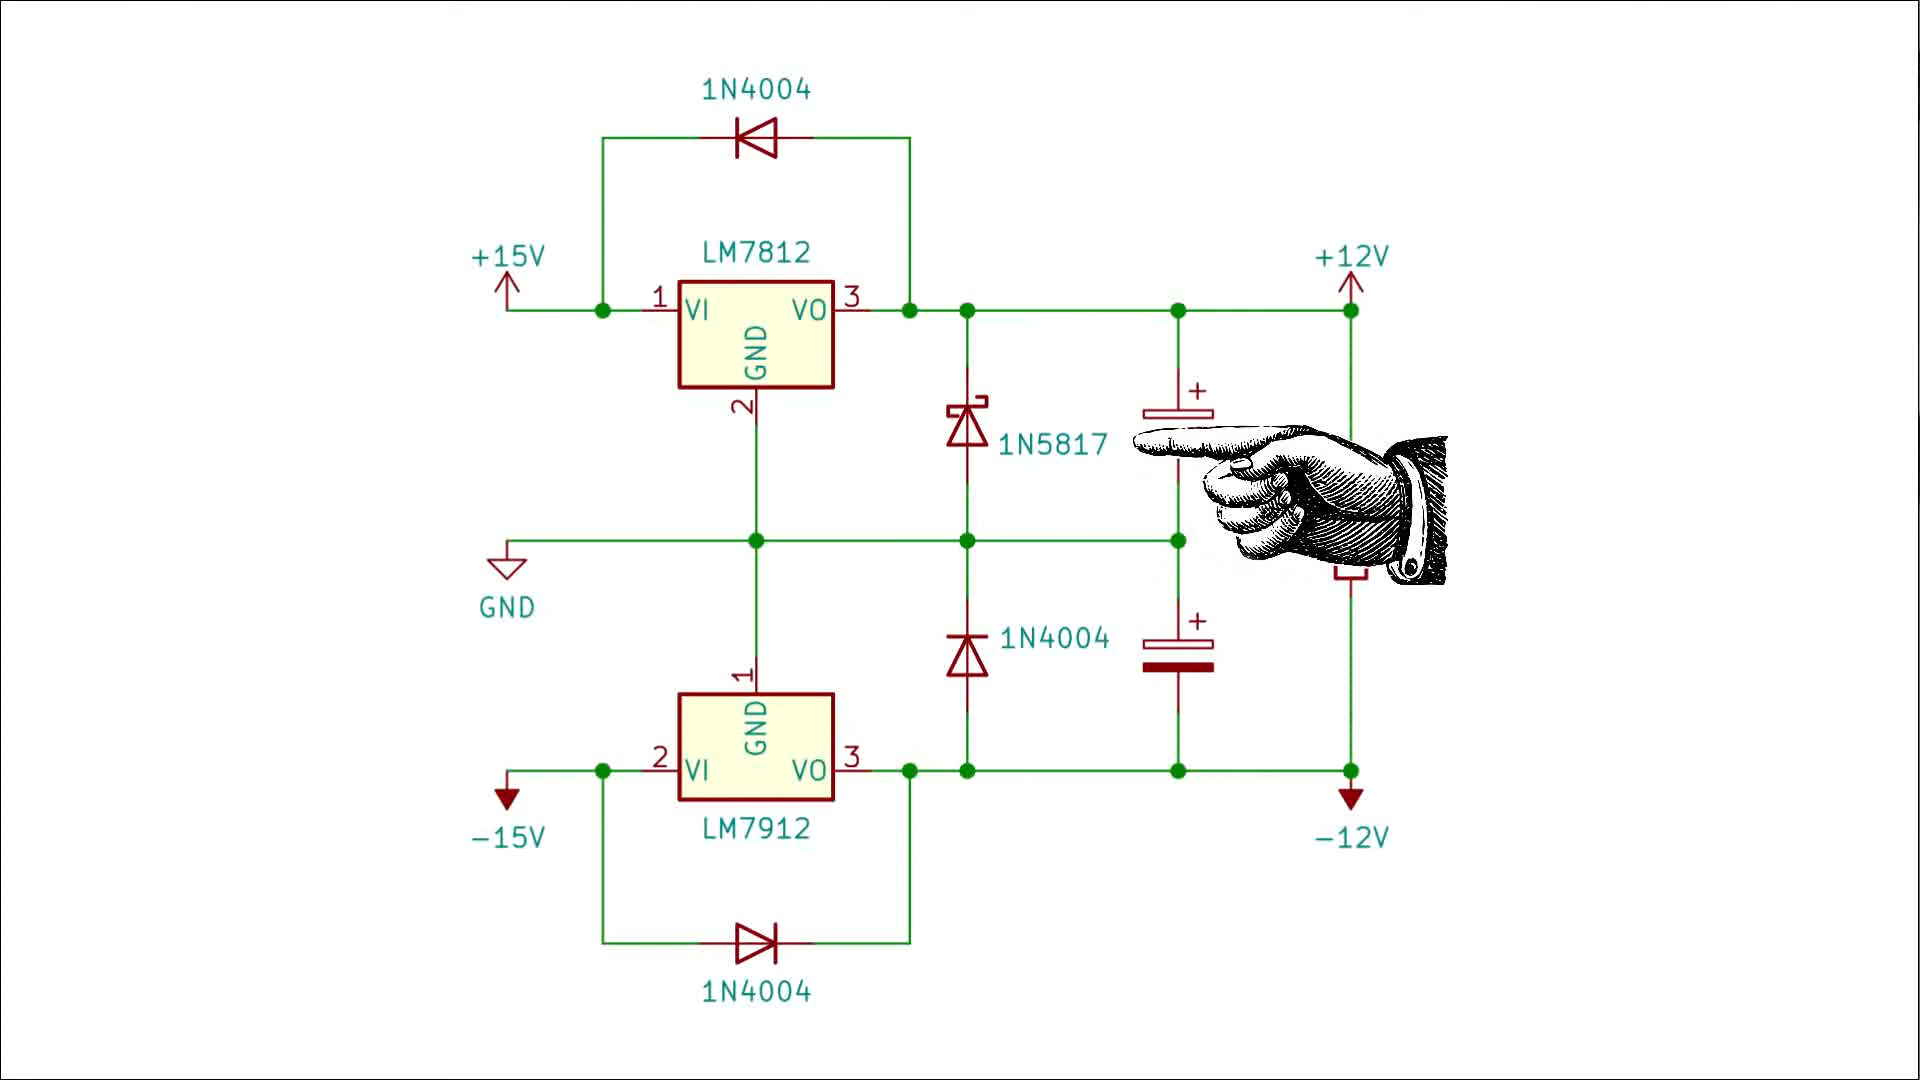 1N4004
LM7812
+15V
+12V
1
VI
VO
3
GND
2
+
1N5817
GND
1N4004
+
1
GND
2
VI
VO
3
LM7912
-15V
-12V
1N4004